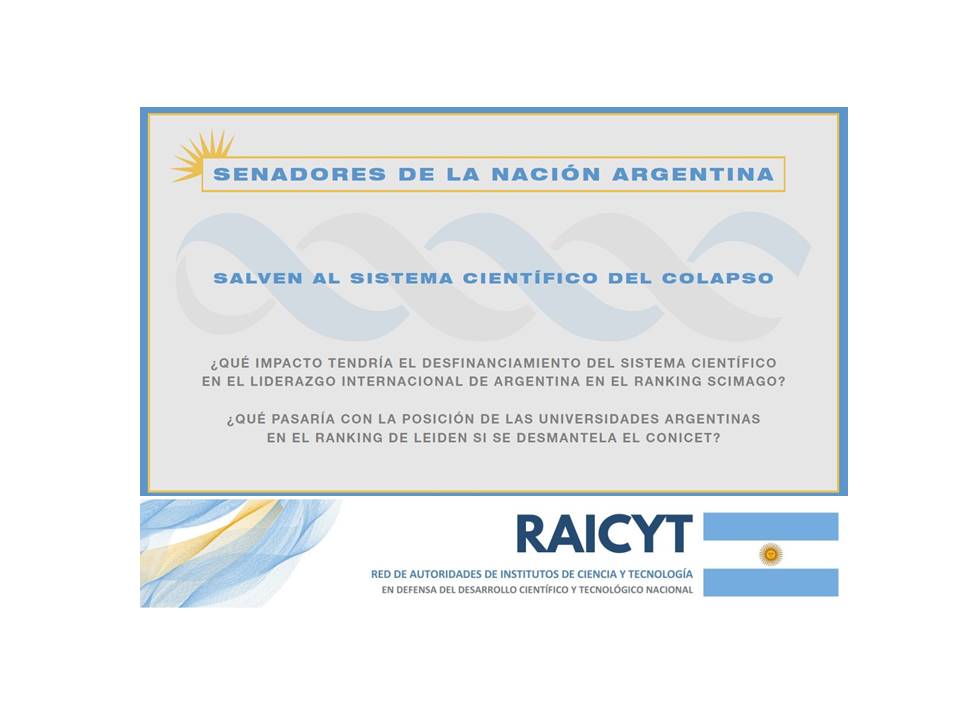 SENADORES DE LA NACIÓN ARGENTINA
SALVEN AL SISTEMA CIENTÍFICO DEL COLAPSO
¿QUÉ IMPACTO TENDRÍA EL DESFINANCIAMIENTO DEL SISTEMA CIENTÍFICO
EN EL LIDERAZGO INTERNACIONAL DE ARGENTINA EN EL RANKING SCIMAGO?
¿QUÉ PASARÍA CON LA POSICIÓN DE LAS UNIVERSIDADES ARGENTINAS
EN EL RANKING DE LEIDEN SI SE DESMANTELA EL CONICET?
RAICYT
RED DE AUTORIDADES DE INSTITUTOS DE CIENCIA Y TECNOLOGÍA
EN DEFENSA DEL DESARROLLO CIENTÍFICO Y TECNOLÓGICO NACIONAL